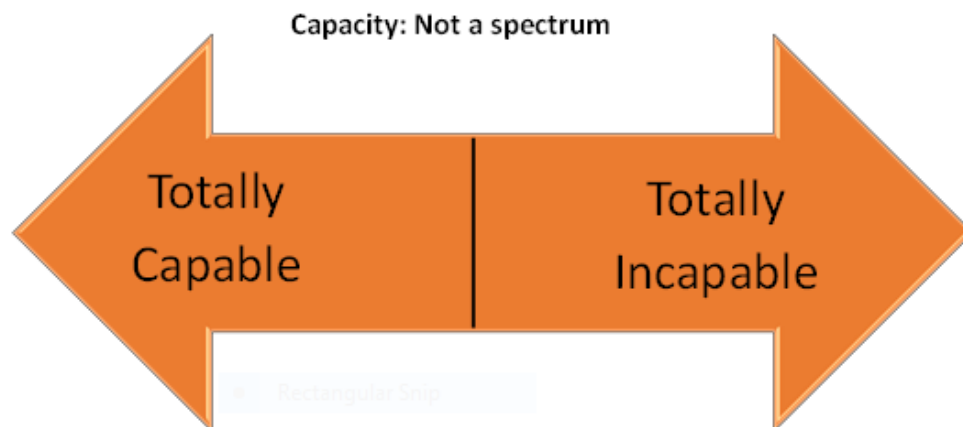 Capacity: Not a spectrum
Totally
Capable
Totally
Incapable
Rectangular Snip